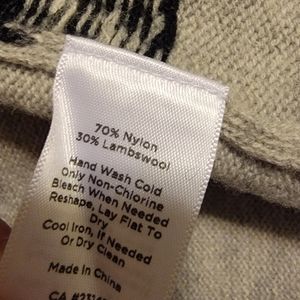 70% Nylon
30% Lambswool
Hand Wash Cold
Only Non-Chlorine
Bleach When Needed
Reshape, Lay Flat To
Dry
Cool Iron, If Needed
Or Dry Clean
Made In China
CA